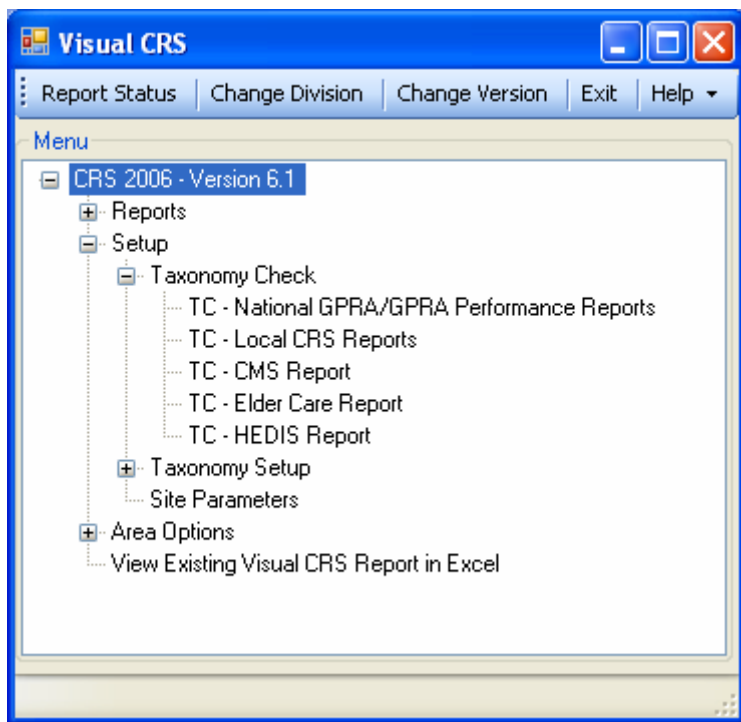 Visual CRS
Report Status Change Division Change Version Exit Help
Menu
CRS 2006 - Version 6.1
Reports
Setup
Taxonomy Check
TC - National GPRA/GPRA Performance Reports
TC - Local CRS Reports
TC - CMS Report
TC - Elder Care Report
TC - HEDIS Report
Taxonomy Setup
Site Parameters
Area Options
View Existing Visual CRS Report in Excel